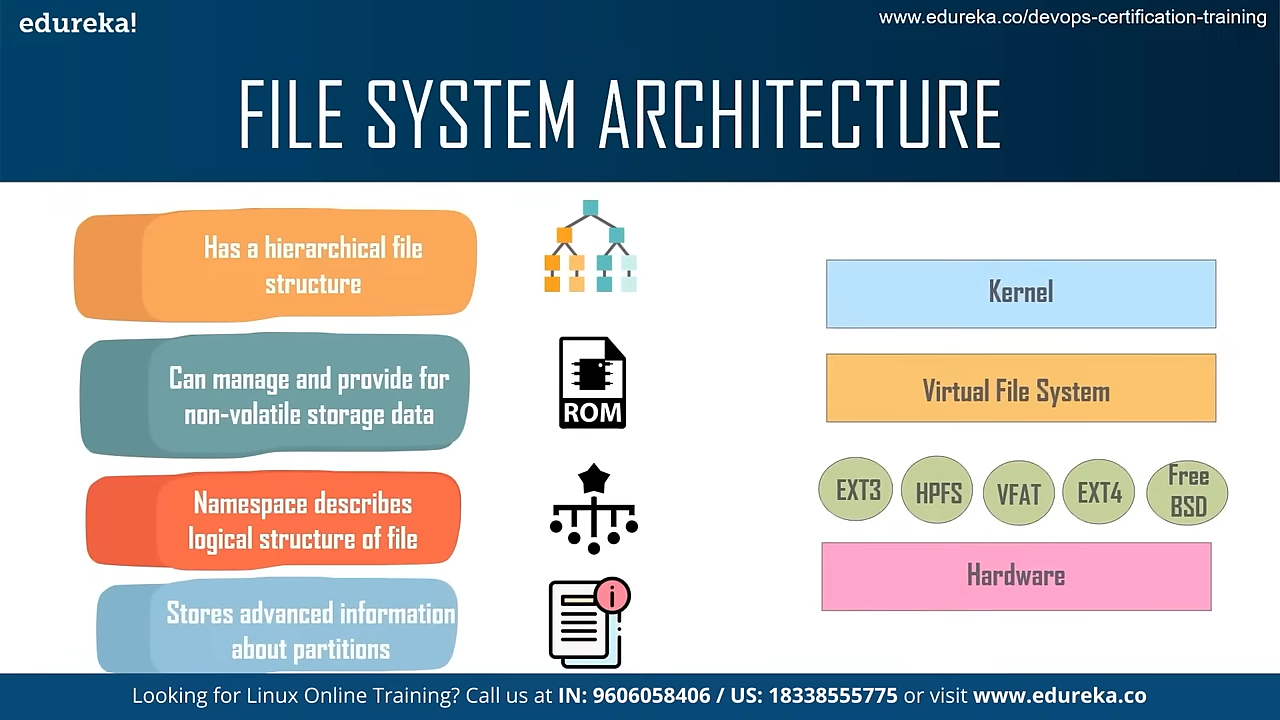 edureka!
www.edureka.co/devops-certification-training
FILE SYSTEM ARCHITECTURE
Has a hierarchical file
structure
Can manage and provide for
non-volatile storage data
ROM
Namespace describes
logical structure of file
Stores advanced information
about partitions
i
Kernel
Virtual File System
EXT3
HPFS
VFAT
EXT4
Free
BSD
Hardware
Looking for Linux Online Training? Call us at IN: 9606058406 / US: 18338555775 or visit www.edureka.co